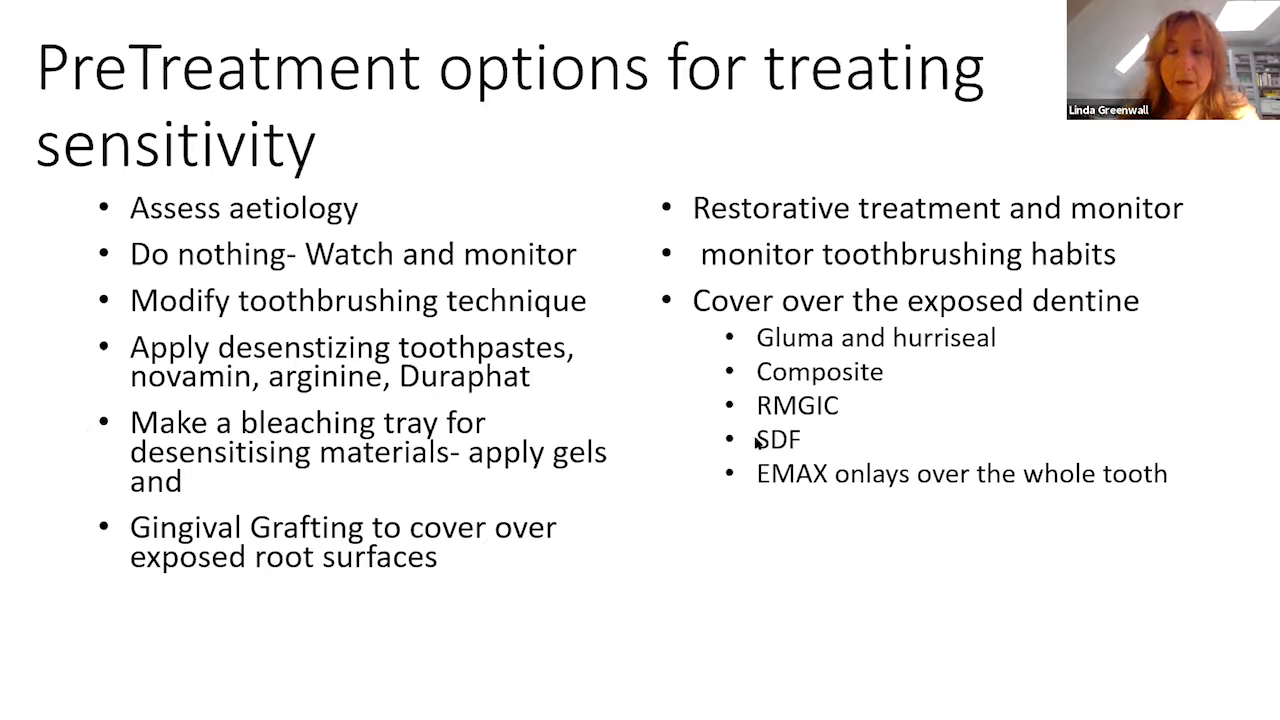 PreTreatment options for treating
sensitivity
Linda Greenwall
• Assess aetiology
• Do nothing- Watch and monitor
• Modify toothbrushing technique
• Apply desenstizing toothpastes,
novamin, arginine, Duraphat
• Make a bleaching tray for
desensitising materials- apply gels
and
• Gingival Grafting to cover over
exposed root surfaces
• Restorative treatment and monitor
• monitor toothbrushing habits
• Cover over the exposed dentine
• Gluma and hurriseal
• Composite
• RMGIC
• SDF
• EMAX onlays over the whole tooth